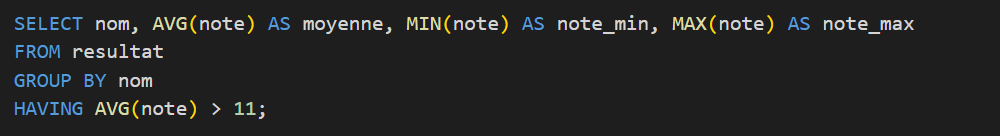 SELECT nom, AVG(note) AS moyenne, MIN(note) AS note_min, MAX(note) AS note_max
FROM resultat
GROUP BY nom
HAVING AVG(note) > 11;